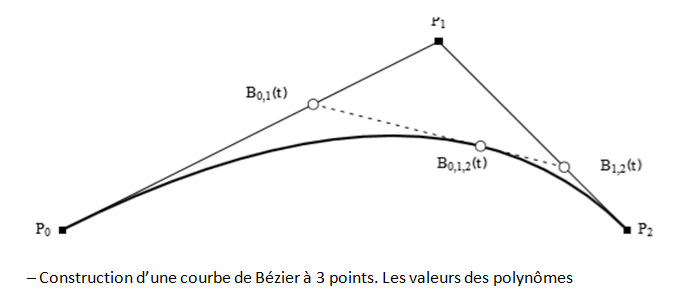 P1
B0,1(t)
B0,1,2(t)
B1,2(t)
P0
P2
– Construction d'une courbe de Bézier à 3 points. Les valeurs des polynômes